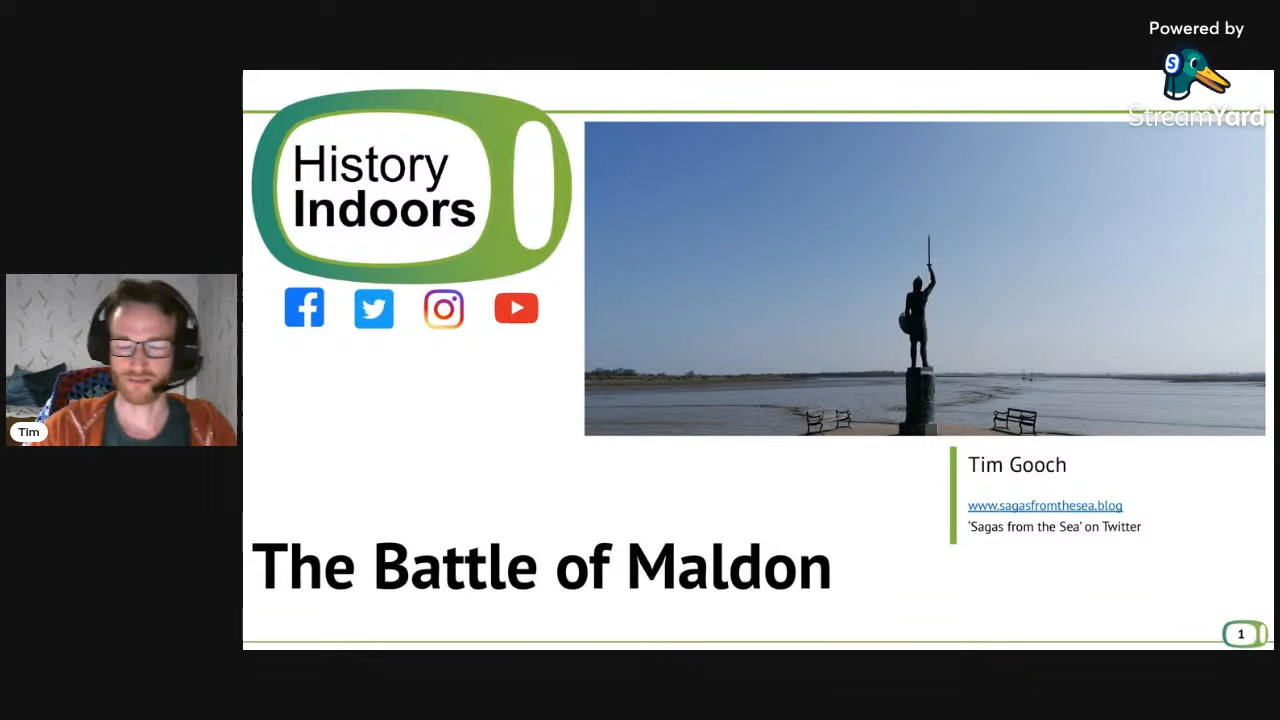 Powered by
S
StreamYard
History
Indoors
Tim
Tim Gooch
www.sagasfromthesea.blog
'Sagas from the Sea' on Twitter
The Battle of Maldon
1